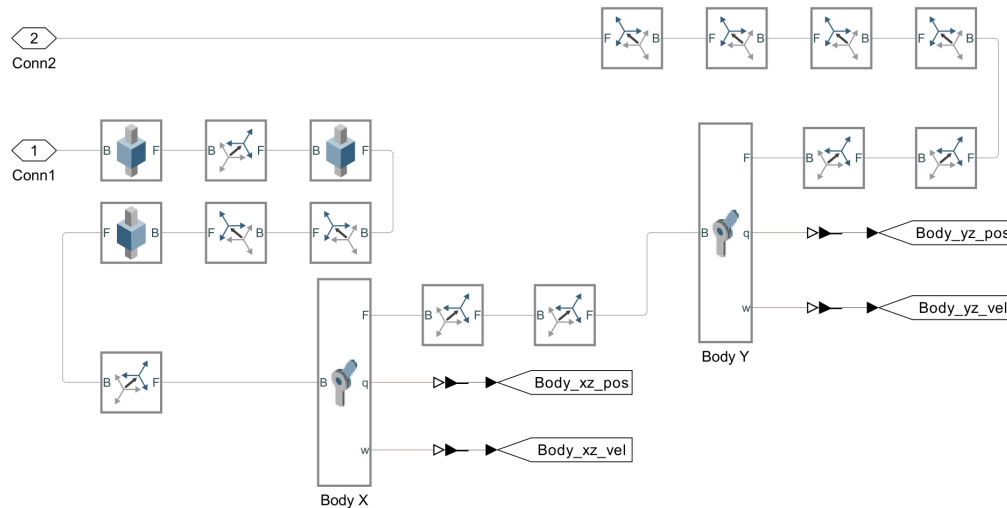 2
F B F B F B F B
Conn2
1
B F B F B F
Conn1
F B F
B F B F
F B F B F B
B q
Body_yz_pos
w
Body_yz_vel
F B F B F
Body Y
B F B q
Body_xz_pos
w
Body_xz_vel
Body X